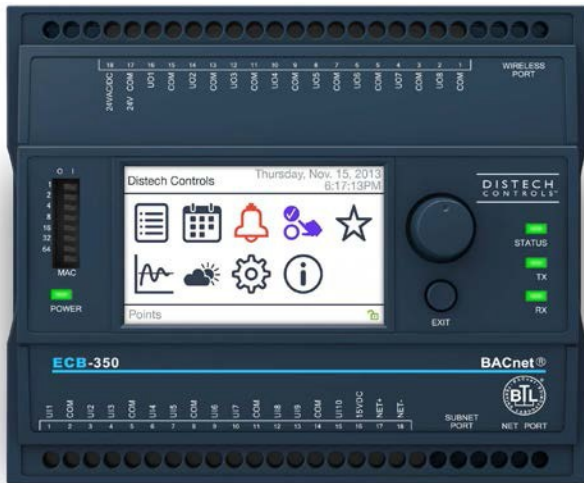 18 17 16 15 14 13 12 11 10 9 8 7 6 5 4 3 2 1
24VAC/DC 24V COM UO1 COM UO2 COM UO3 COM UO4 COM UO5 COM UO6 COM UO7 COM UO8 COM
WIRELESS PORT
O I
1
2
4
8
16
32
64
MAC
POWER
Distech Controls
Thursday, Nov. 15, 2013
6:17:13PM
Points
DISTECH
CONTROLS™
STATUS
TX
RX
EXIT
ECB-350
BACnet®
UI1 COM UI2 UI3 COM UI4 UI5 COM UI6 UI7 COM UI8 UI9 COM UI10 15VDC NET+ NET-
1 2 3 4 5 6 7 8 9 10 11 12 13 14 15 16 17 18
SUBNET PORT
BTL
NET PORT